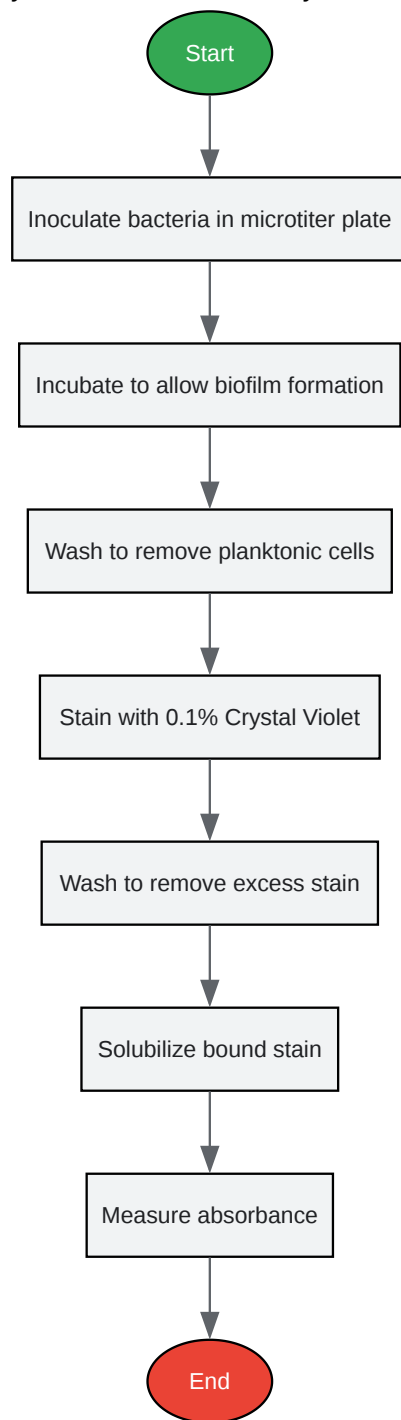 Start
Inoculate bacteria in microtiter plate
Incubate to allow biofilm formation
Wash to remove planktonic cells
Stain with 0.1% Crystal Violet
Wash to remove excess stain
Solubilize bound stain
Measure absorbance
End